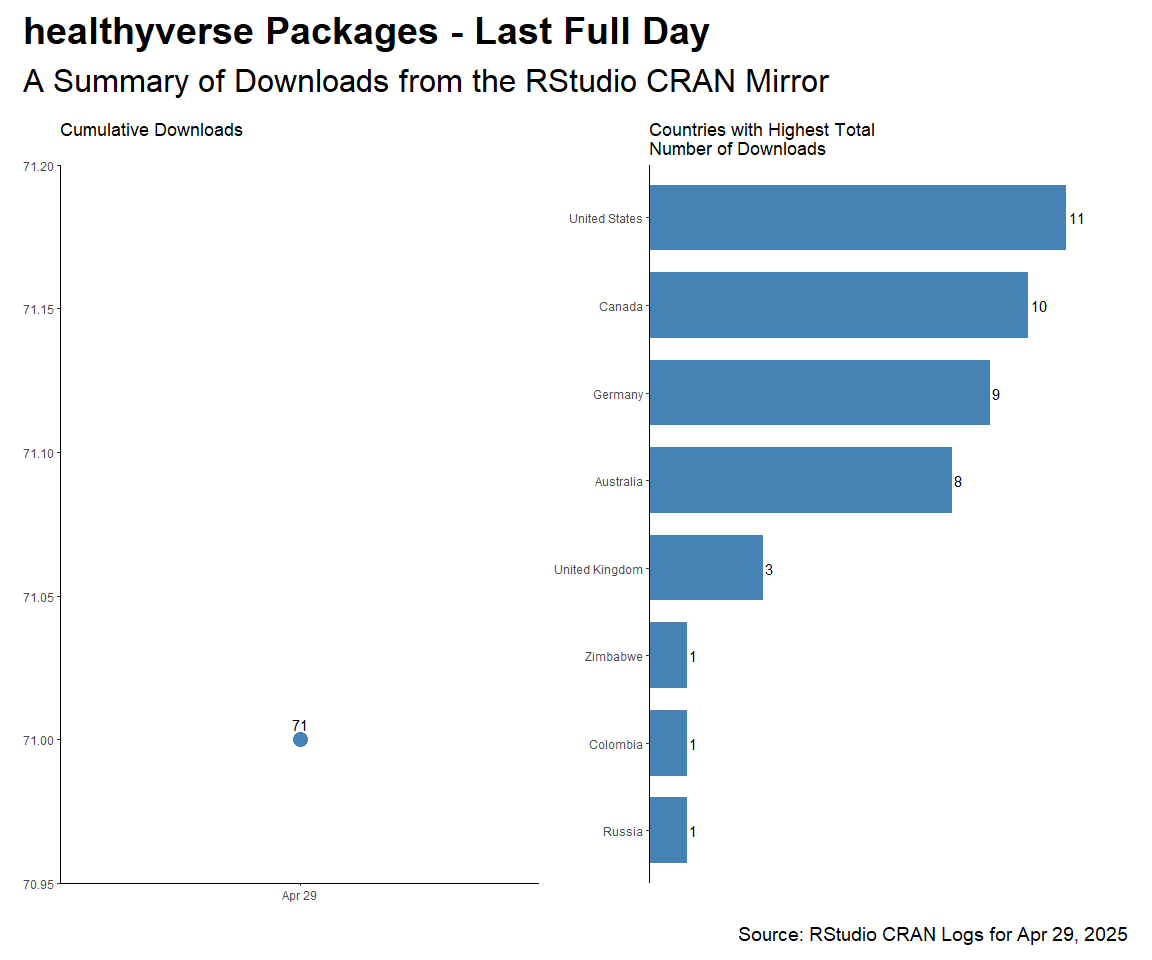 healthyverse Packages - Last Full Day
A Summary of Downloads from the RStudio CRAN Mirror
Cumulative Downloads
71.20
71.15
71.10
71.05
71.00
70.95
71
Apr 29
Countries with Highest Total
Number of Downloads
United States 11
Canada 10
Germany 9
Australia 8
United Kingdom 3
Zimbabwe 1
Colombia 1
Russia 1
Source: RStudio CRAN Logs for Apr 29, 2025